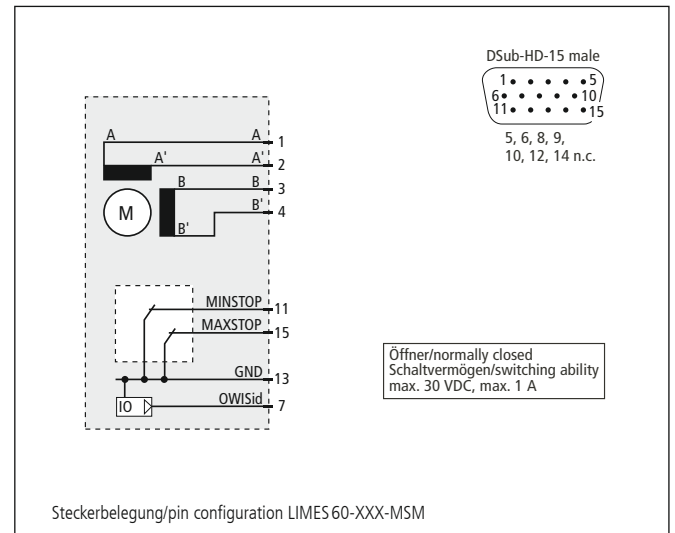 DSub-HD-15 male
1 5
6 10
11 15
5, 6, 8, 9,
10, 12, 14 n.c.
A A 1
A' A' 2
B B 3
M B' 4
B'
MINSTOP 11
MAXSTOP 15
GND 13
IO OWISid 7
Öffner/normally closed
Schaltvermögen/switching ability
max. 30 VDC, max. 1 A
Steckerbelegung/pin configuration LIMES60-XXX-MSM